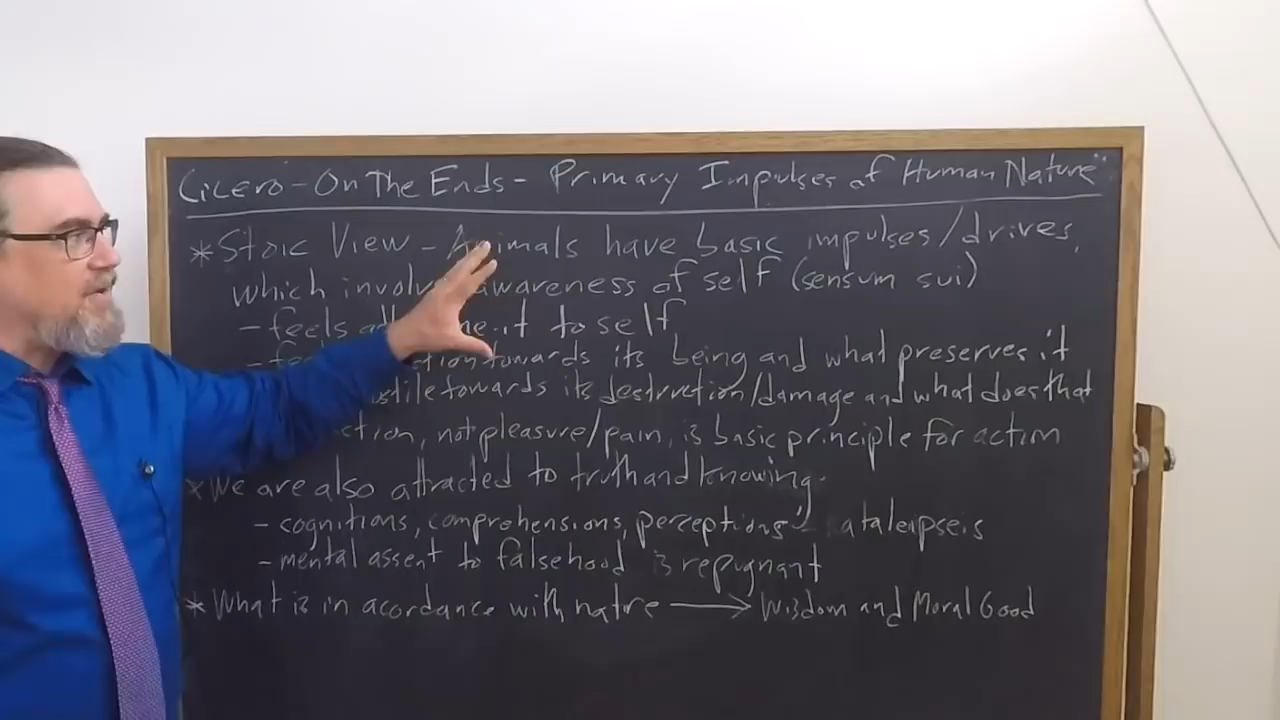 Cicero - On The Ends - Primary Impulses of Human Nature
* Stoic View - Animals have basic impulses/drives,
which involve awareness of self (sensum sui)
- feels to self
- towards its being and what preserves it
towards its destruction/damage and what does that
not pleasure/pain, is basic principle for action
* We are also attracted to truth and knowing.
- cognitions, comprehensions, perceptions - kataleipseis
- mental assent to falsehood is repugnant
* What is in acordance with nature → Wisdom and Moral Good